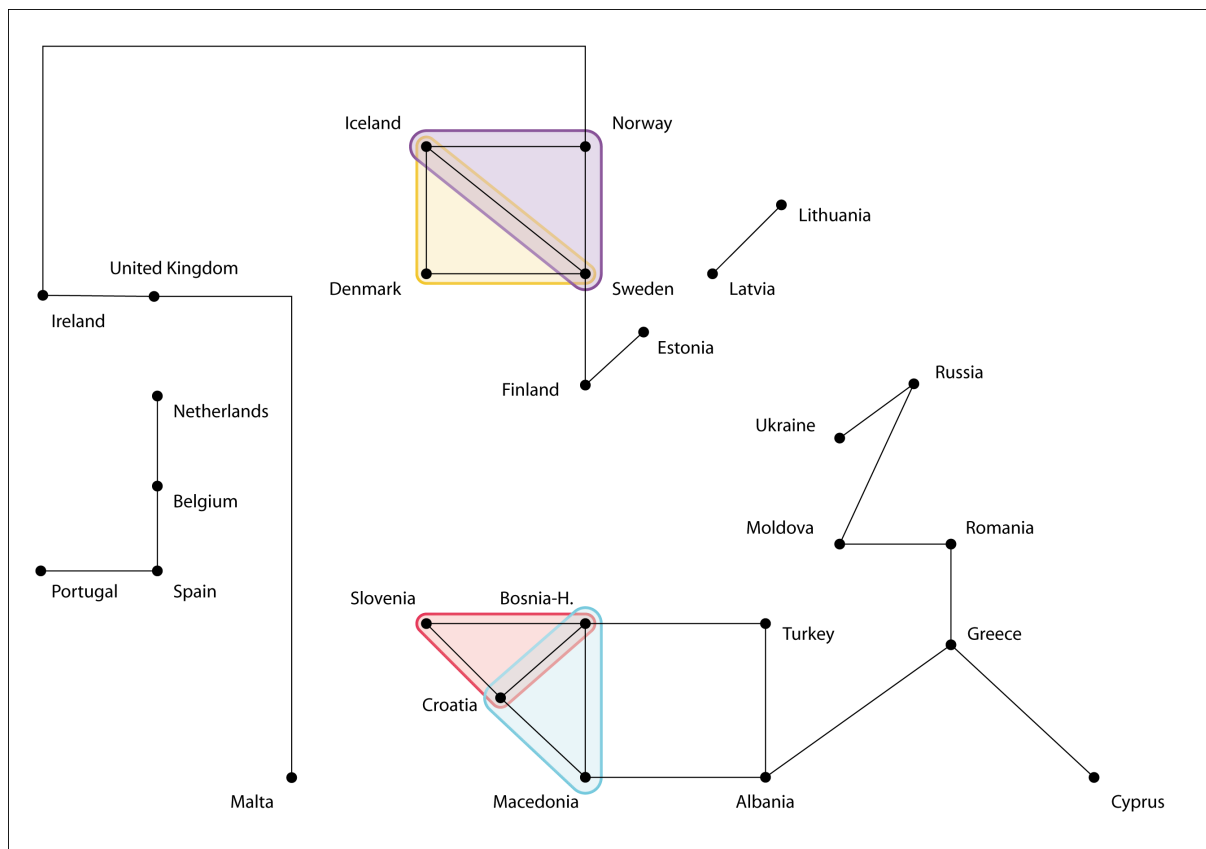 Iceland
Norway
Lithuania
United Kingdom
Denmark
Sweden
Latvia
Ireland
Estonia
Russia
Finland
Netherlands
Ukraine
Belgium
Moldova
Romania
Portugal
Spain
Slovenia
Bosnia-H.
Turkey
Greece
Croatia
Malta
Macedonia
Albania
Cyprus